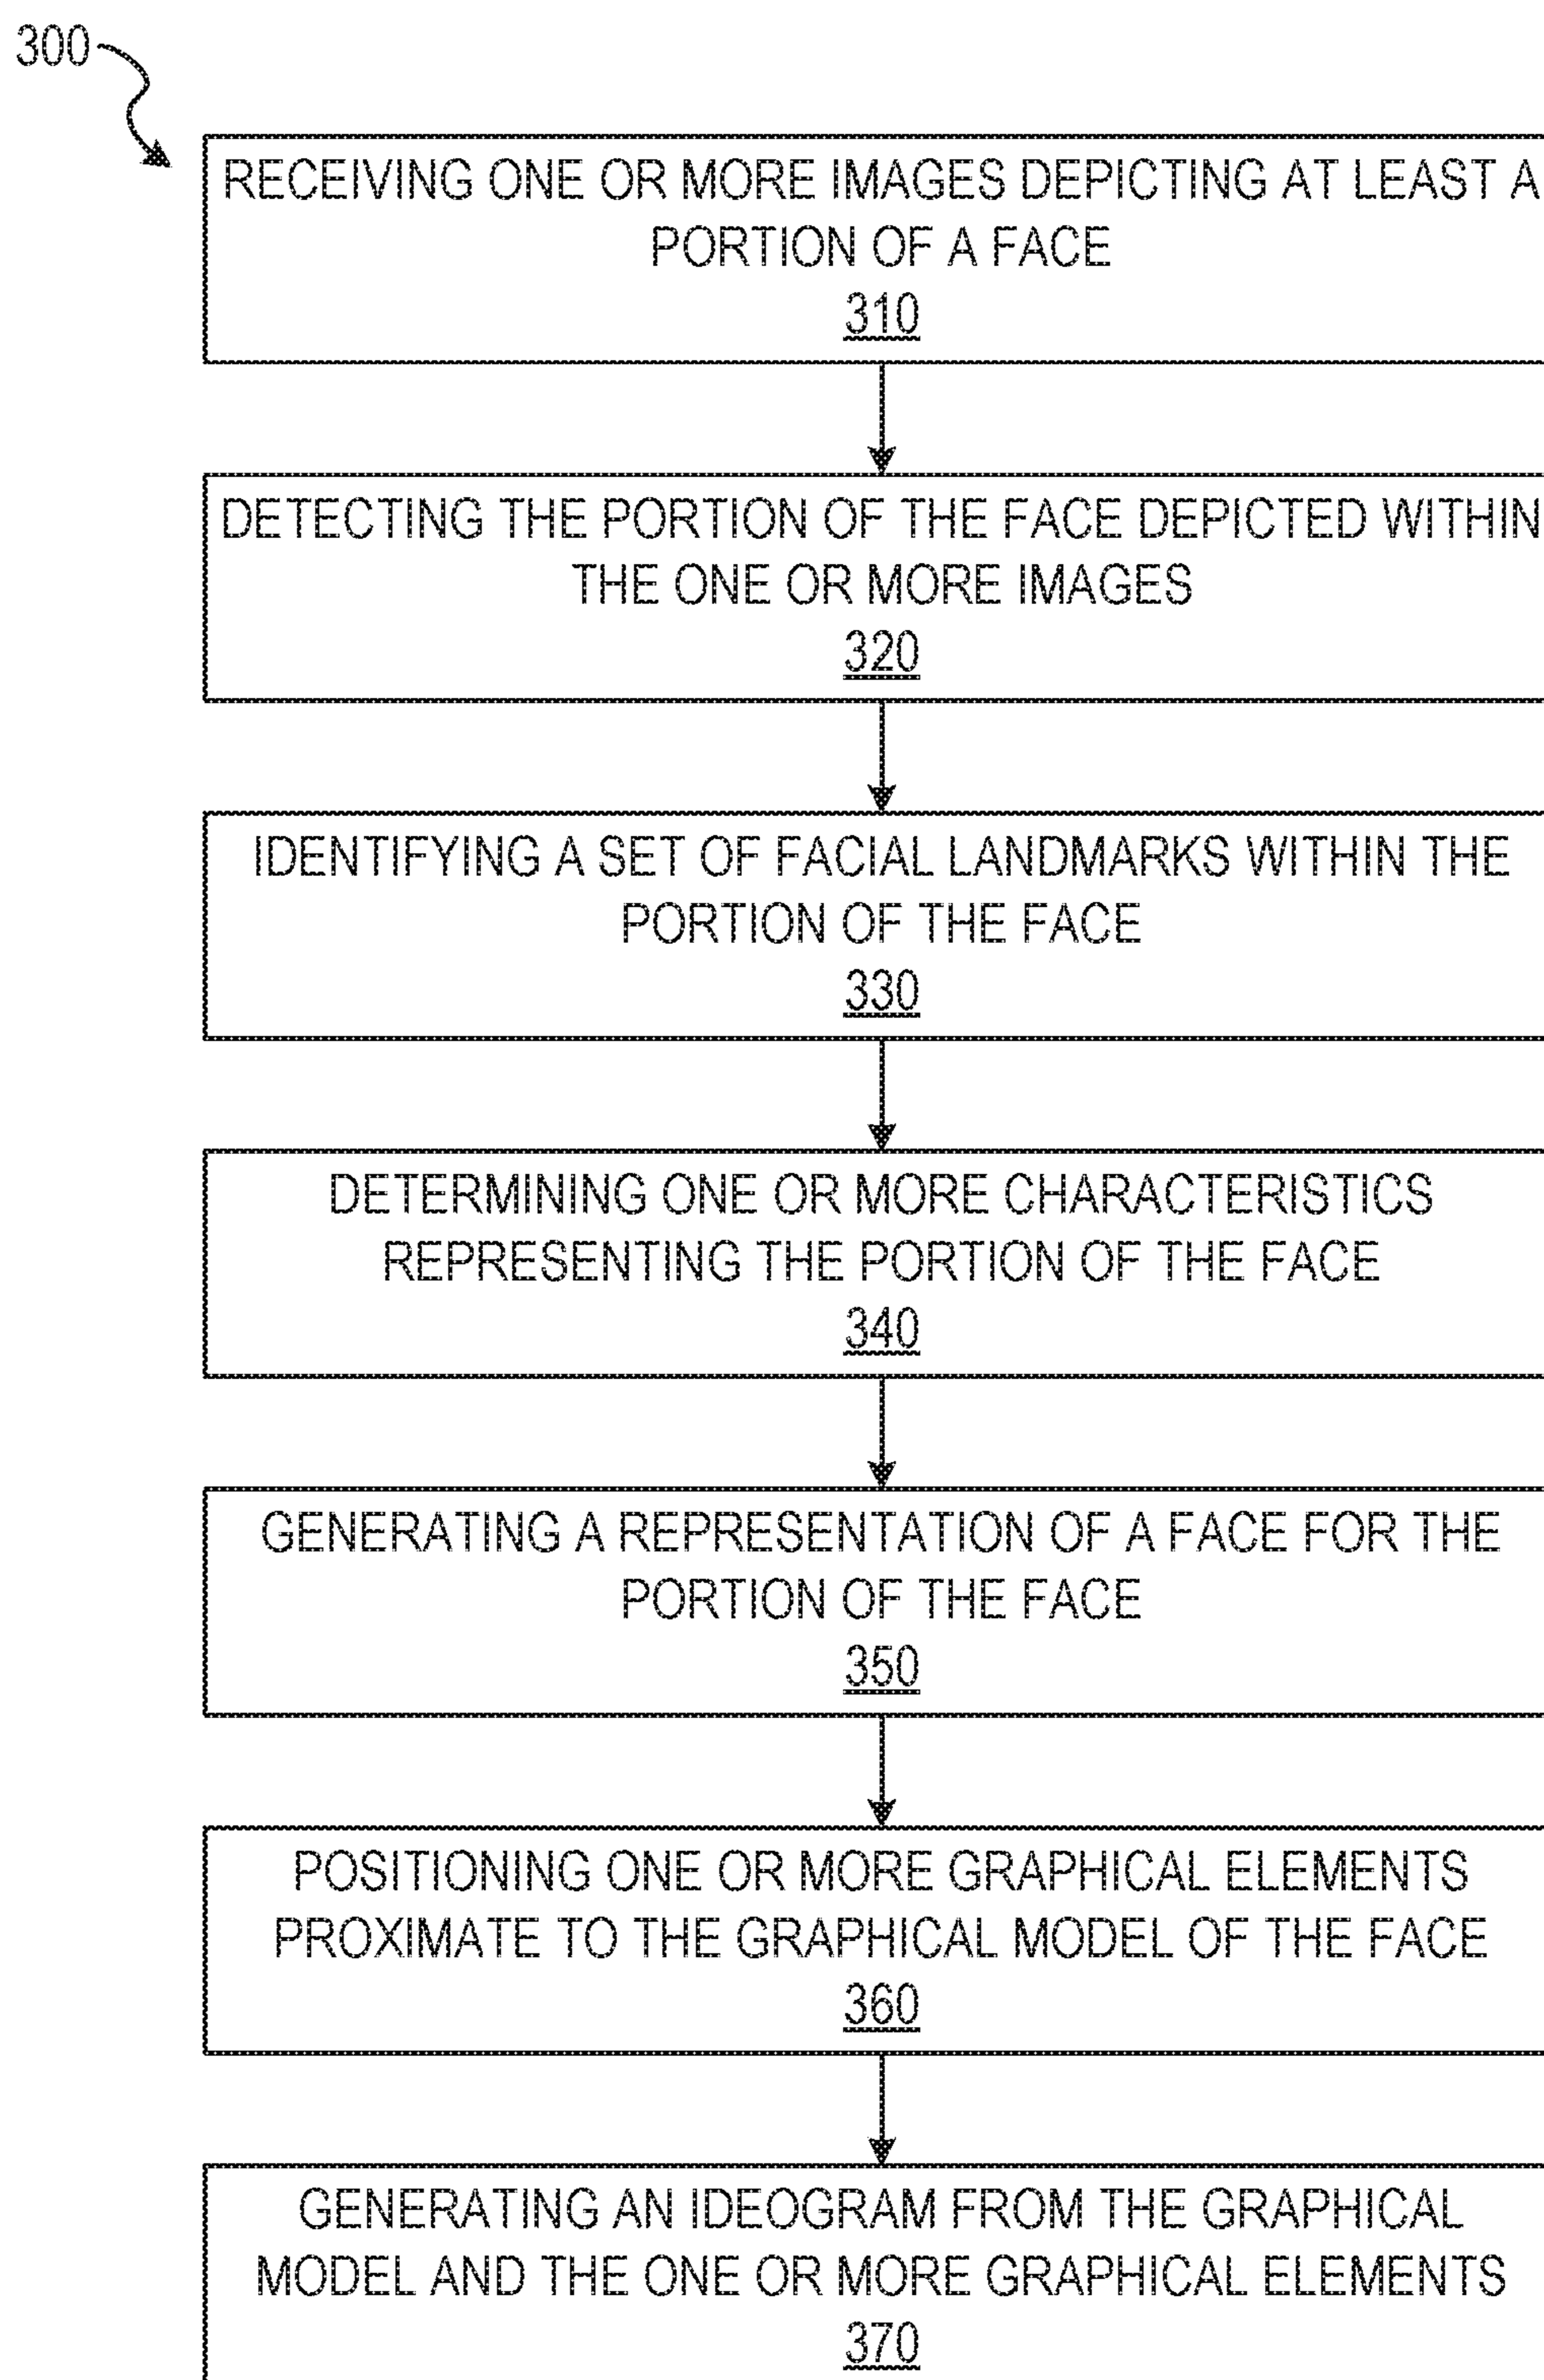 300
RECEIVING ONE OR MORE IMAGES DEPICTING AT LEAST A
PORTION OF A FACE
310
DETECTING THE PORTION OF THE FACE DEPICTED WITHIN
THE ONE OR MORE IMAGES
320
IDENTIFYING A SET OF FACIAL LANDMARKS WITHIN THE
PORTION OF THE FACE
330
DETERMINING ONE OR MORE CHARACTERISTICS
REPRESENTING THE PORTION OF THE FACE
340
GENERATING A REPRESENTATION OF A FACE FOR THE
PORTION OF THE FACE
350
POSITIONING ONE OR MORE GRAPHICAL ELEMENTS
PROXIMATE TO THE GRAPHICAL MODEL OF THE FACE
360
GENERATING AN IDEOGRAM FROM THE GRAPHICAL
MODEL AND THE ONE OR MORE GRAPHICAL ELEMENTS
370